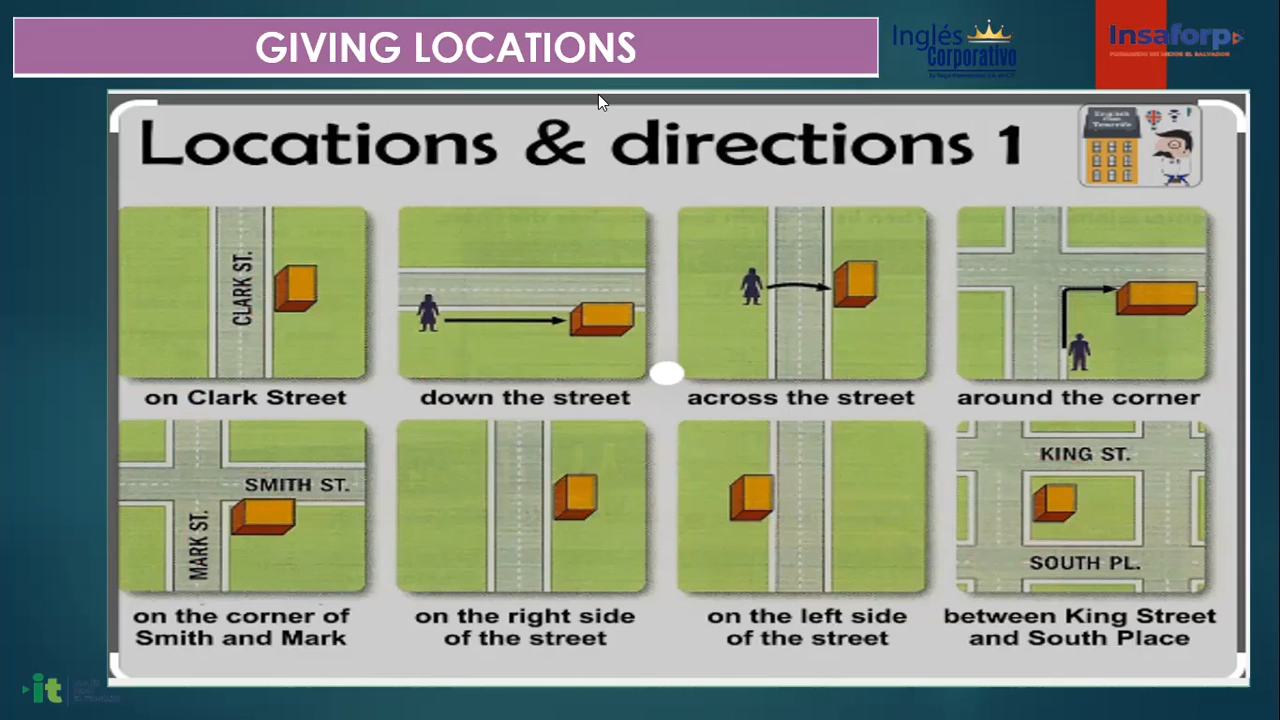 GIVING LOCATIONS
Inglés
Corporativo
Insaforp
Locations & directions 1
CLARK ST.
on Clark Street
down the street
across the street
around the corner
SMITH ST.
MARK ST.
KING ST.
SOUTH PL.
on the corner of
Smith and Mark
on the right side
of the street
on the left side
of the street
between King Street
and South Place
it